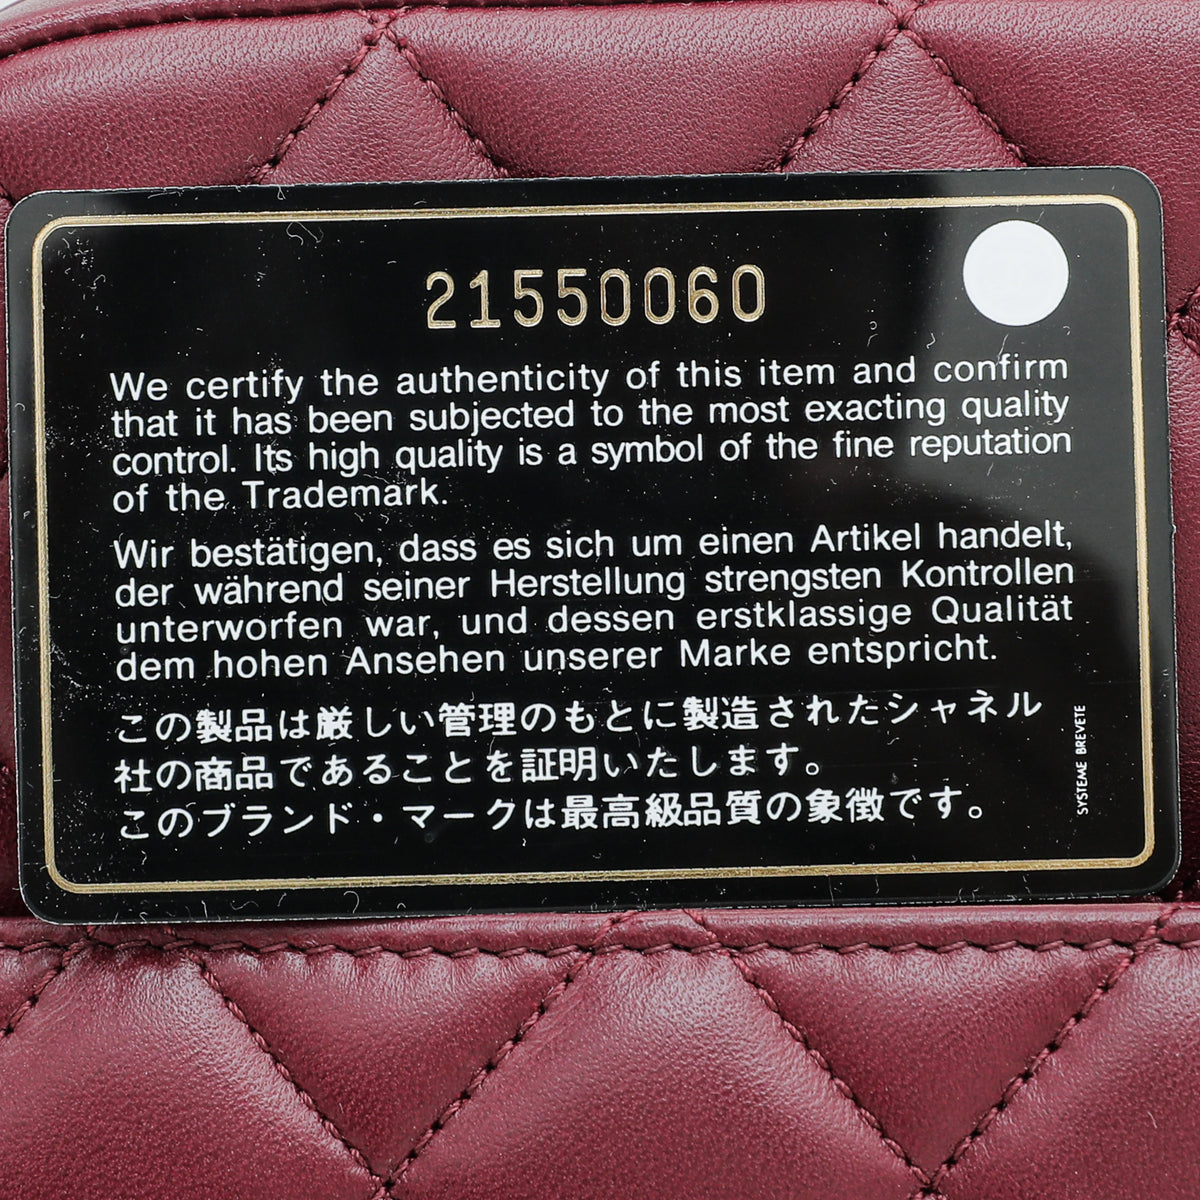 21550060
We certify the authenticity of this item and confirm
that it has been subjected to the most exacting quality
control. Its high quality is a symbol of the fine reputation
of the Trademark.
Wir bestätigen, dass es sich um einen Artikel handelt,
der während seiner Herstellung strengsten Kontrollen
unterworfen war, und dessen erstklassige Qualität
dem hohen Ansehen unserer Marke entspricht.
この製品は厳しい管理のもとに製造されたシャネル
社の商品であることを証明いたします。
このブランド・マークは最高級品質の象徴です。
SYSTEME BREVETE